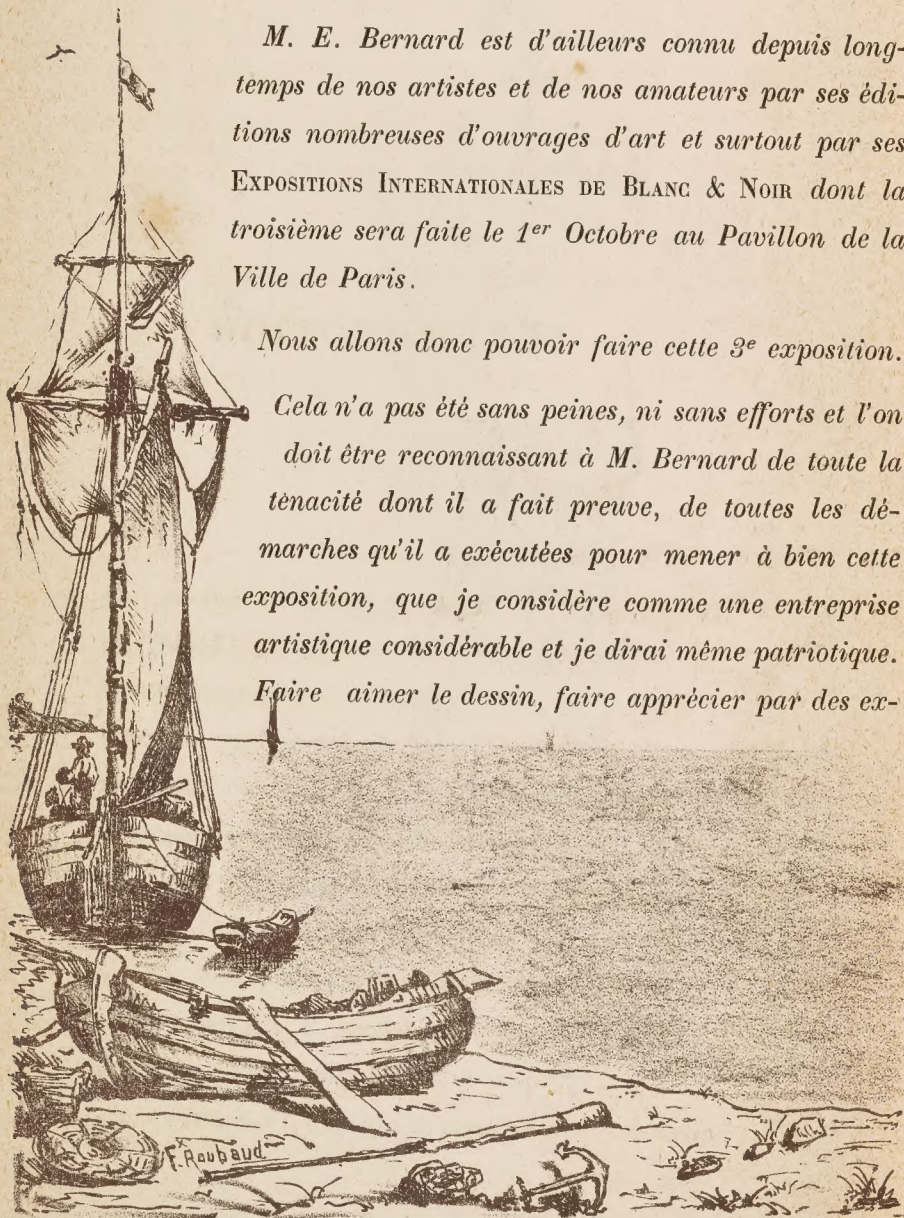 M. E. Bernard est d'ailleurs connu depuis long-
temps de nos artistes et de nos amateurs par ses édi-
tions nombreuses d'ouvrages d'art et surtout par ses
EXPOSITIONS INTERNATIONALES DE BLANC & NOIR dont la
troisième sera faite le 1er Octobre au Pavillon de la
Ville de Paris.
Nous allons donc pouvoir faire cette 3e exposition.
Cela n'a pas été sans peines, ni sans efforts et l'on
doit être reconnaissant à M. Bernard de toute la
ténacité dont il a fait preuve, de toutes les dé-
marches qu'il a exécutées pour mener à bien cette
exposition, que je considère comme une entreprise
artistique considérable et je dirai même patriotique.
Faire aimer le dessin, faire apprécier par des ex-
F. Roubaud